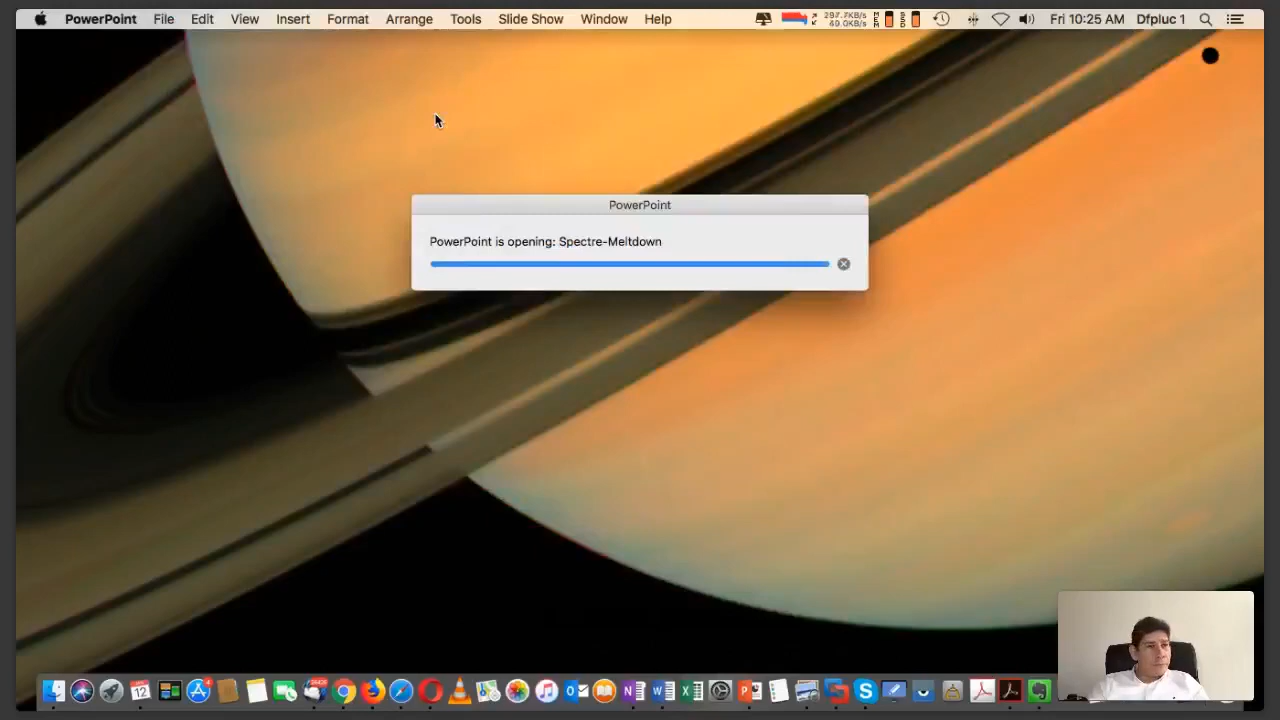 PowerPoint File Edit View Insert Format Arrange Tools Slide Show Window Help
Fri 10:25 AM Dfpluc 1
PowerPoint
PowerPoint is opening: Spectre-Meltdown
12